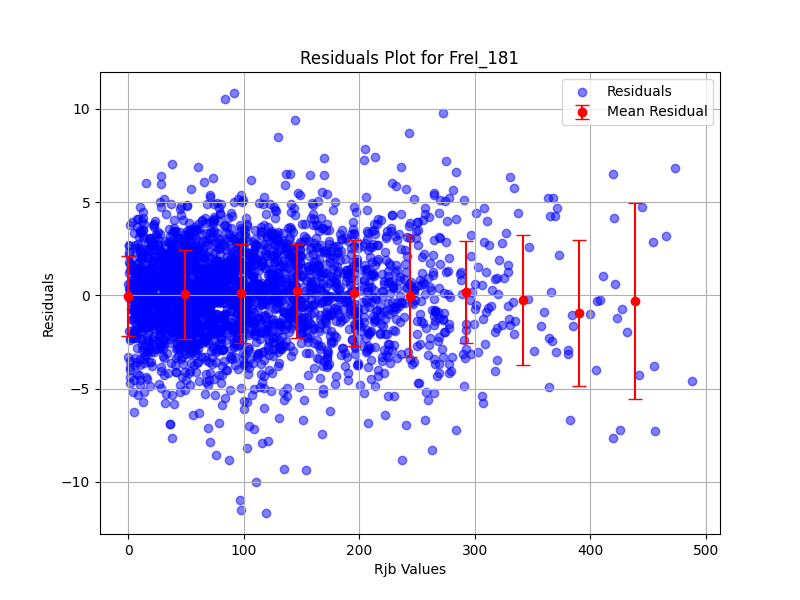 Residuals Plot for FreI_181
Residuals
Mean Residual
10
5
0
−5
−10
Residuals
0 100 200 300 400 500
Rjb Values